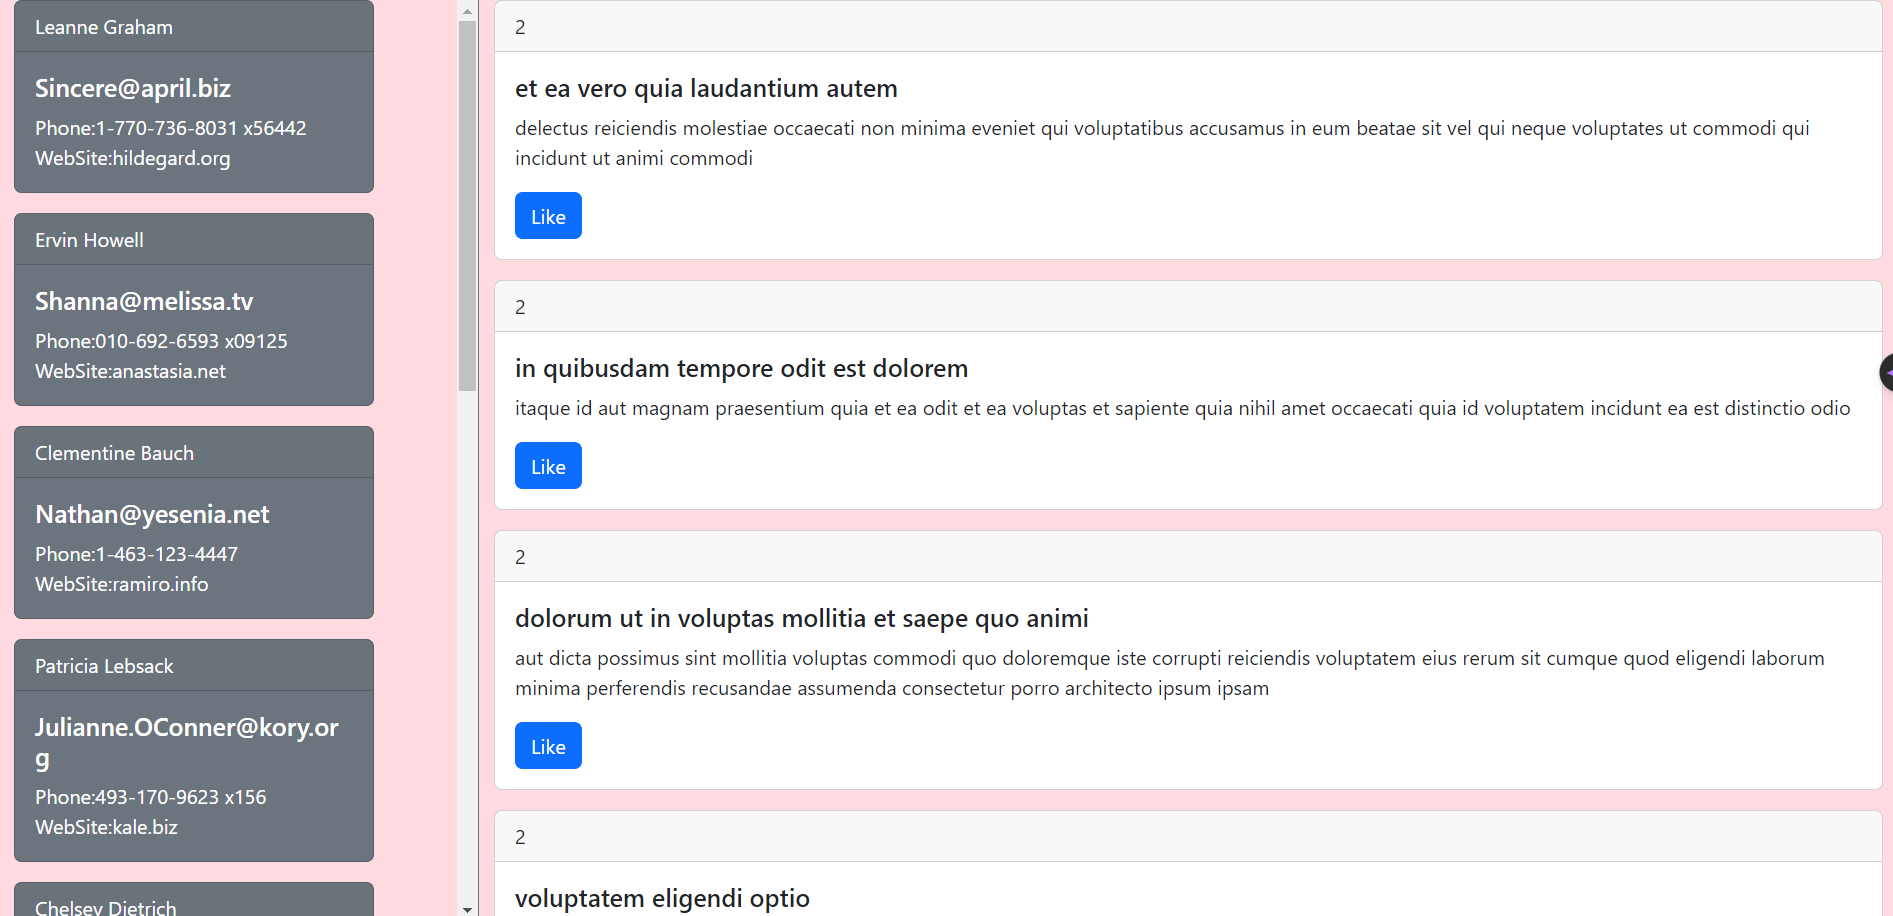 Leanne Graham
Sincere@april.biz
Phone:1-770-736-8031 x56442
WebSite:hildegard.org
Ervin Howell
Shanna@melissa.tv
Phone:010-692-6593 x09125
WebSite:anastasia.net
Clementine Bauch
Nathan@yesenia.net
Phone:1-463-123-4447
WebSite:ramiro.info
Patricia Lebsack
Julianne.OConner@kory.or
g
Phone:493-170-9623 x156
WebSite:kale.biz
Chelsey Dietrich
2
et ea vero quia laudantium autem
delectus reiciendis molestiae occaecati non minima eveniet qui voluptatibus accusamus in eum beatae sit vel qui neque voluptates ut commodi qui
incidunt ut animi commodi
Like
2
in quibusdam tempore odit est dolorem
itaque id aut magnam praesentium quia et ea odit et ea voluptas et sapiente quia nihil amet occaecati quia id voluptatem incidunt ea est distinctio odio
Like
2
dolorum ut in voluptas mollitia et saepe quo animi
aut dicta possimus sint mollitia voluptas commodi quo doloremque iste corrupti reiciendis voluptatem eius rerum sit cumque quod eligendi laborum
minima perferendis recusandae assumenda consectetur porro architecto ipsum ipsam
Like
2
voluptatem eligendi optio